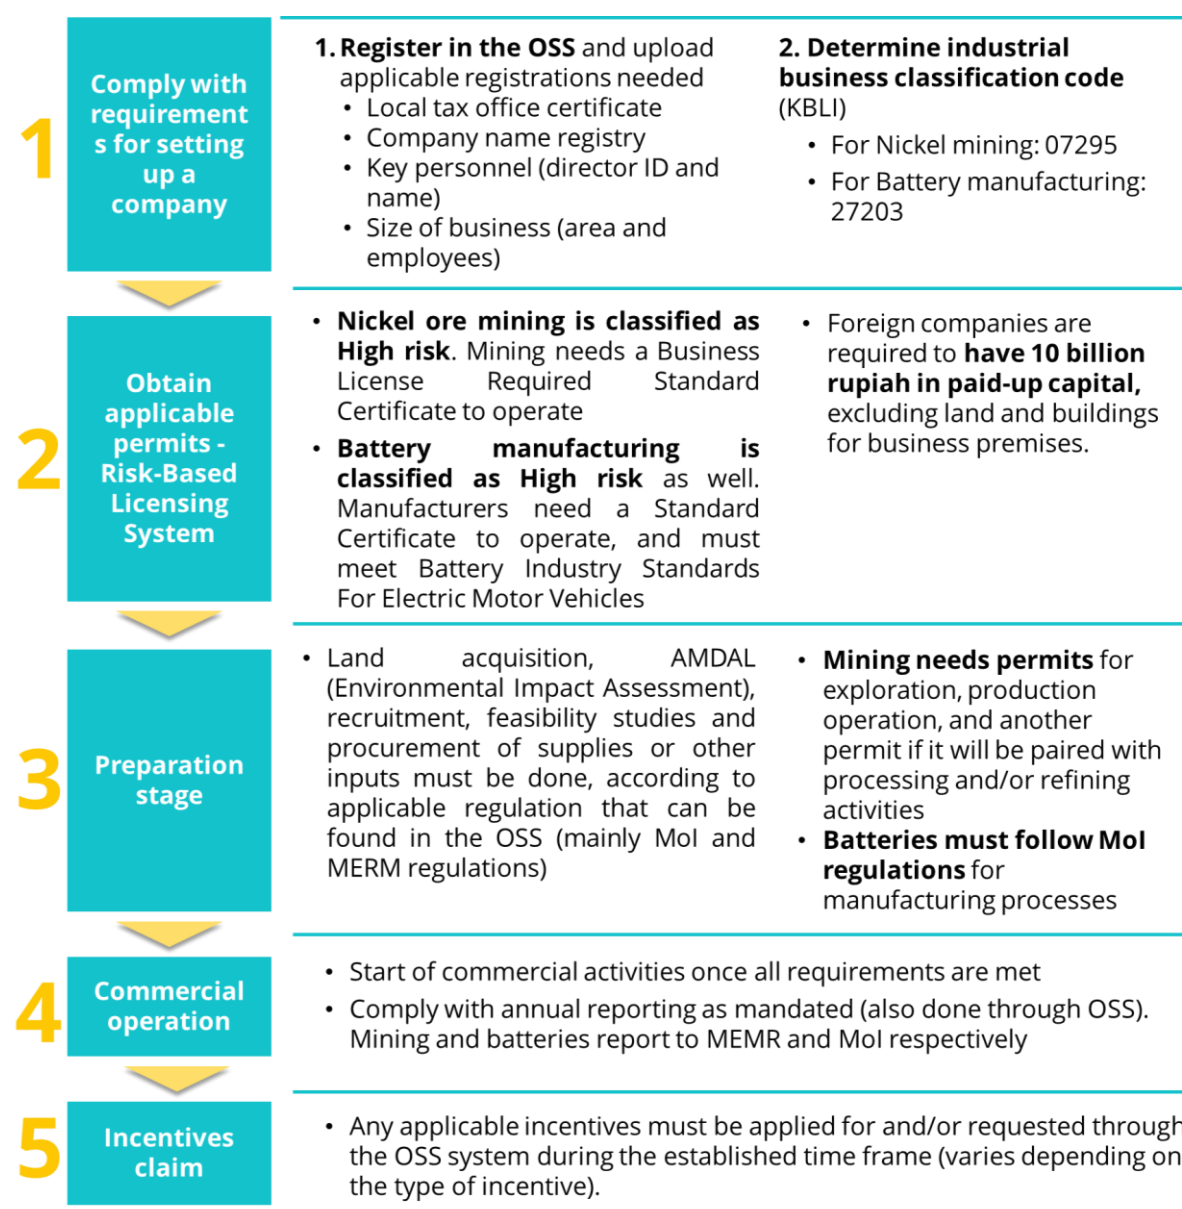 1
Comply with
requirement
s for setting
up a
company
1. Register in the OSS and upload
applicable registrations needed
• Local tax office certificate
• Company name registry
• Key personnel (director ID and
name)
• Size of business (area and
employees)
2. Determine industrial
business classification code
(KBLI)
• For Nickel mining: 07295
• For Battery manufacturing:
27203
2
Obtain
applicable
permits -
Risk-Based
Licensing
System
• Nickel ore mining is classified as
High risk. Mining needs a Business
License Required Standard
Certificate to operate
• Battery manufacturing is
classified as High risk as well.
Manufacturers need a Standard
Certificate to operate, and must
meet Battery Industry Standards
For Electric Motor Vehicles
• Foreign companies are
required to have 10 billion
rupiah in paid-up capital,
excluding land and buildings
for business premises.
3
Preparation
stage
• Land acquisition, AMDAL
(Environmental Impact Assessment),
recruitment, feasibility studies and
procurement of supplies or other
inputs must be done, according to
applicable regulation that can be
found in the OSS (mainly MoI and
MERM regulations)
• Mining needs permits for
exploration, production
operation, and another
permit if it will be paired with
processing and/or refining
activities
• Batteries must follow MoI
regulations for
manufacturing processes
4
Commercial
operation
• Start of commercial activities once all requirements are met
• Comply with annual reporting as mandated (also done through OSS).
Mining and batteries report to MEMR and MoI respectively
5
Incentives
claim
• Any applicable incentives must be applied for and/or requested through
the OSS system during the established time frame (varies depending on
the type of incentive).